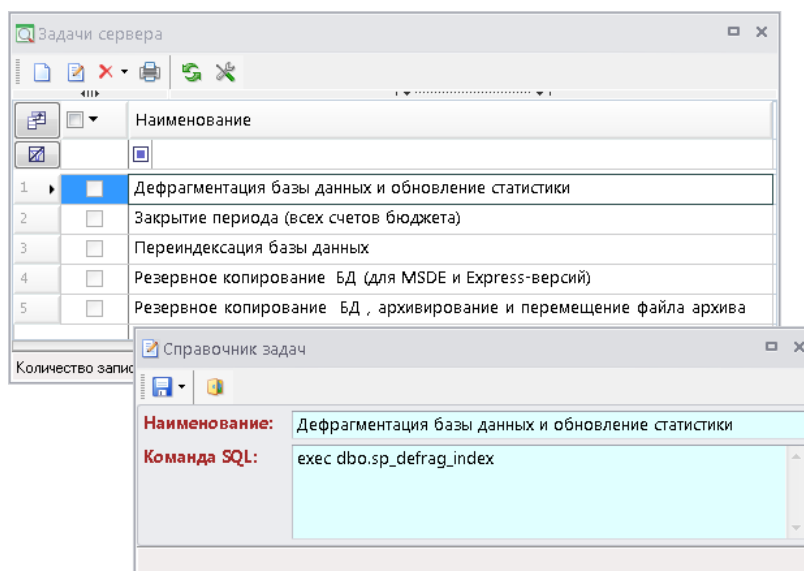 Задачи сервера
Наименование
1 Дефрагментация базы данных и обновление статистики
2 Закрытие периода (всех счетов бюджета)
3 Переиндексация базы данных
4 Резервное копирование БД (для MSDE и Express-версий)
5 Резервное копирование БД , архивирование и перемещение файла архива
Количество
Справочник задач
Наименование: Дефрагментация базы данных и обновление статистики
Команда SQL: exec dbo.sp_defrag_index